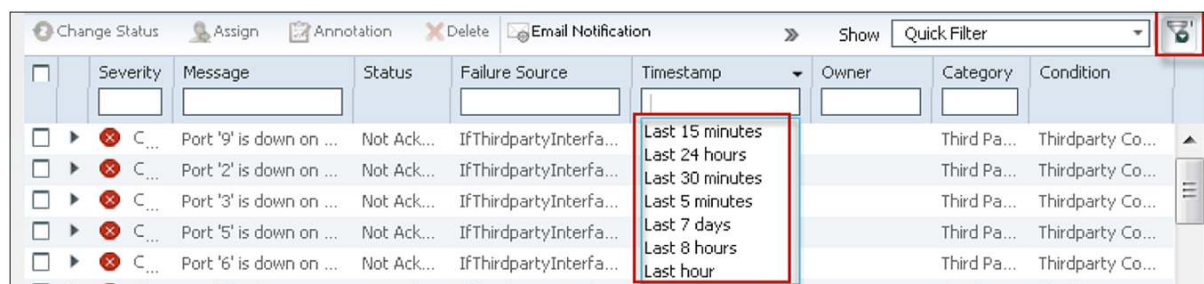 Change Status Assign Annotation Delete Email Notification » Show Quick Filter
Severity Message Status Failure Source Timestamp Owner Category Condition
C... Port '9' is down on ... Not Ack... IfThirdpartyInterfa... Last 15 minutes Third Pa... Thirdparty Co...
Last 24 hours
C... Port '2' is down on ... Not Ack... IfThirdpartyInterfa... Last 30 minutes Third Pa... Thirdparty Co...
C... Port '3' is down on ... Not Ack... IfThirdpartyInterfa... Last 5 minutes Third Pa... Thirdparty Co...
C... Port '5' is down on ... Not Ack... IfThirdpartyInterfa... Last 7 days Third Pa... Thirdparty Co...
Last 8 hours
C... Port '6' is down on ... Not Ack... IfThirdpartyInterfa... Last hour Third Pa... Thirdparty Co...